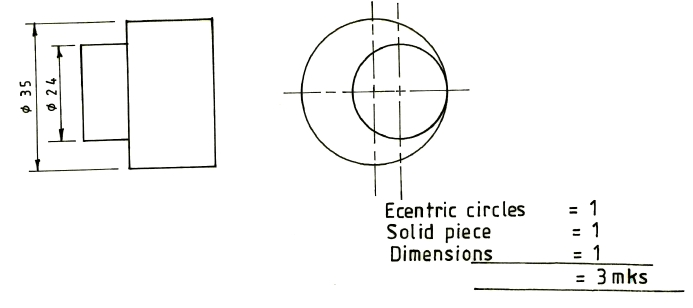 ø 35
ø 24
Ecentric circles = 1
Solid piece = 1
Dimensions = 1
= 3mks